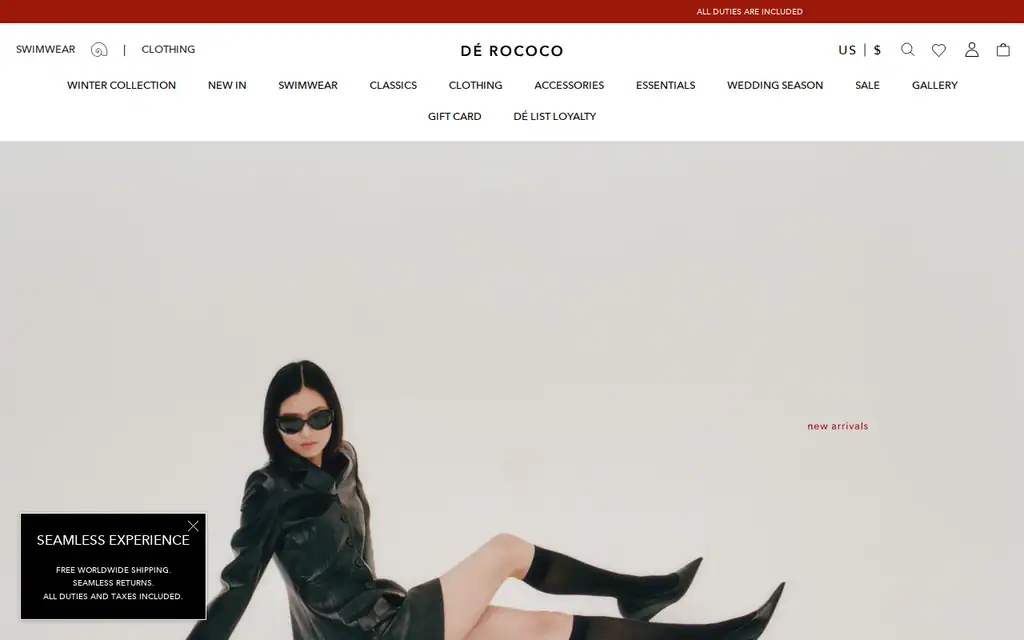 ALL DUTIES ARE INCLUDED
SWIMWEAR | CLOTHING
DÉ ROCOCO
US | $
WINTER COLLECTION NEW IN SWIMWEAR CLASSICS CLOTHING ACCESSORIES ESSENTIALS WEDDING SEASON SALE GALLERY
GIFT CARD DÉ LIST LOYALTY
new arrivals
SEAMLESS EXPERIENCE
FREE WORLDWIDE SHIPPING.
SEAMLESS RETURNS.
ALL DUTIES AND TAXES INCLUDED.